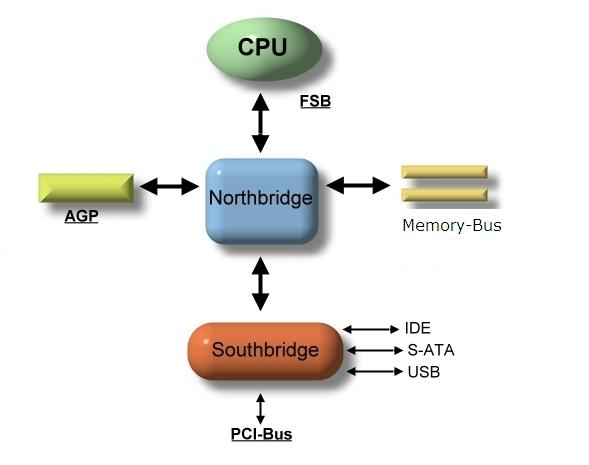 CPU
FSB
Northbridge
AGP
Memory-Bus
Southbridge
IDE
S-ATA
USB
PCI-Bus